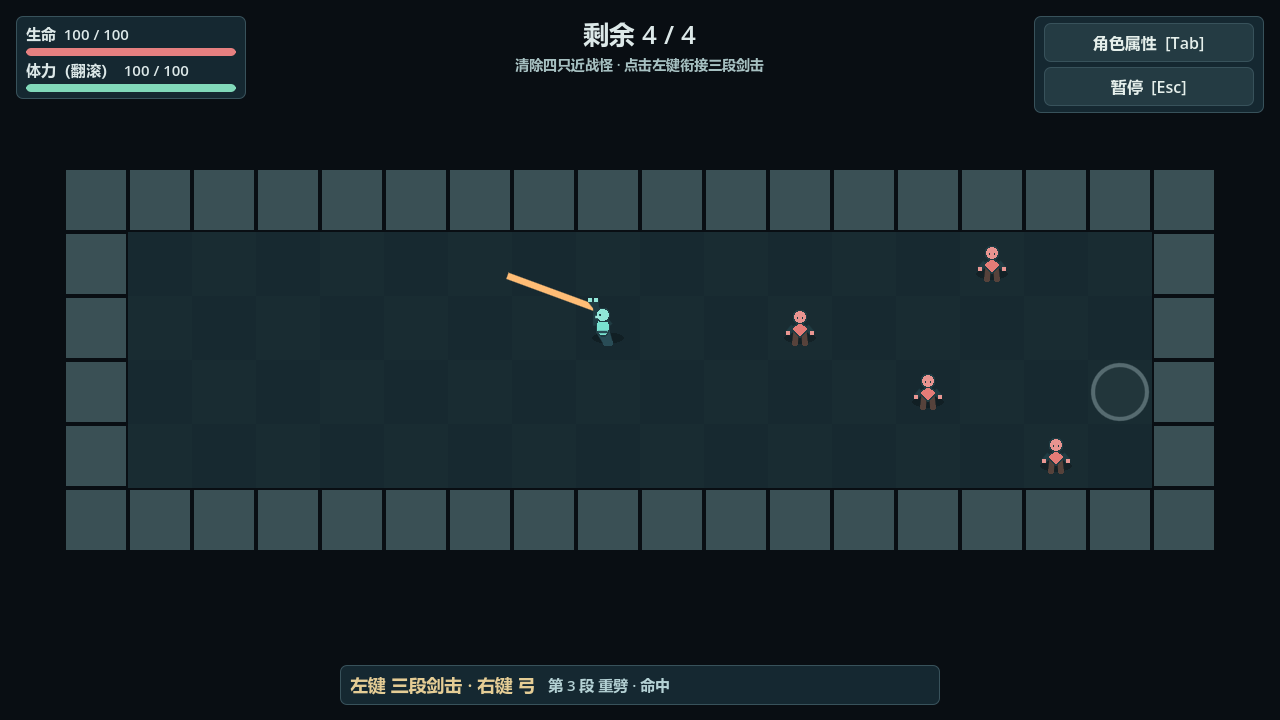 生命 100 / 100
体力（翻滚） 100 / 100
剩余 4 / 4
清除四只近战怪 · 点击左键衔接三段剑击
角色属性 [Tab]
暂停 [Esc]
左键 三段剑击 · 右键 弓 第 3 段 重劈 · 命中